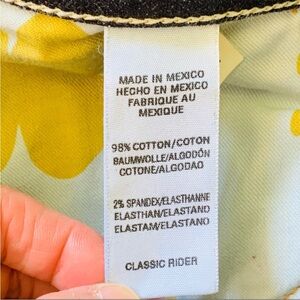 MADE IN MEXICO
HECHO EN MEXICO
FABRIQUE AU
MEXIQUE
98% COTTON/COTON
BAUMWOLLE/ALGODÓN
COTONE/ALGODAO
2% SPANDEX/ELASTHANNE
ELASTHAN/ELASTANO
ELASTAM/ELASTANO
CLASSIC RIDER